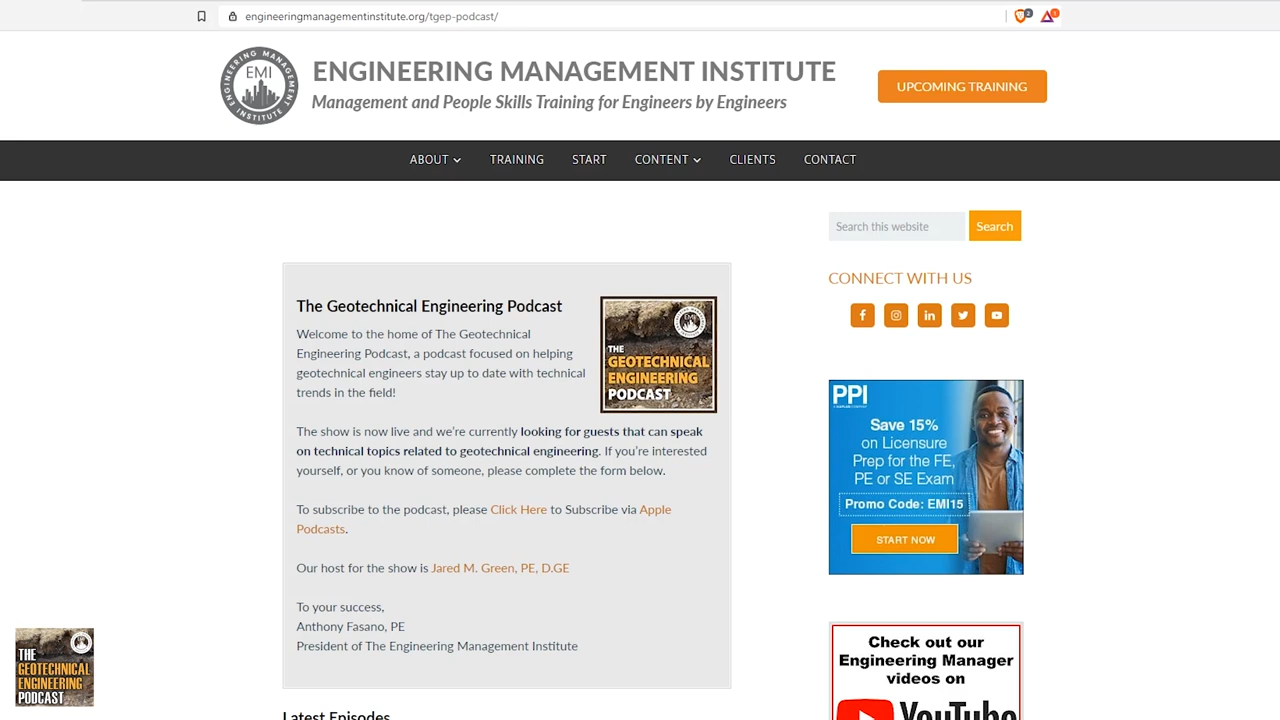 engineeringmanagementinstitute.org/tgep-podcast/
2
1
ENGINEERING MANAGEMENT INSTITUTE
EMI
ENGINEERING MANAGEMENT INSTITUTE
Management and People Skills Training for Engineers by Engineers
UPCOMING TRAINING
ABOUT TRAINING START CONTENT CLIENTS CONTACT
Search this website Search
CONNECT WITH US
The Geotechnical Engineering Podcast
Welcome to the home of The Geotechnical
Engineering Podcast, a podcast focused on helping
geotechnical engineers stay up to date with technical
trends in the field!
EMI
THE
GEOTECHNICAL
ENGINEERING
PODCAST
The show is now live and we're currently looking for guests that can speak
on technical topics related to geotechnical engineering. If you're interested
yourself, or you know of someone, please complete the form below.
To subscribe to the podcast, please Click Here to Subscribe via Apple
Podcasts.
Our host for the show is Jared M. Green, PE, D.GE
To your success,
Anthony Fasano, PE
President of The Engineering Management Institute
Latest Episodes
PPI
Save 15%
on Licensure
Prep for the FE,
PE or SE Exam
Promo Code: EMI15
START NOW
Check out our
Engineering Manager
videos on
YouTube
THE
GEOTECHNICAL
ENGINEERING
PODCAST